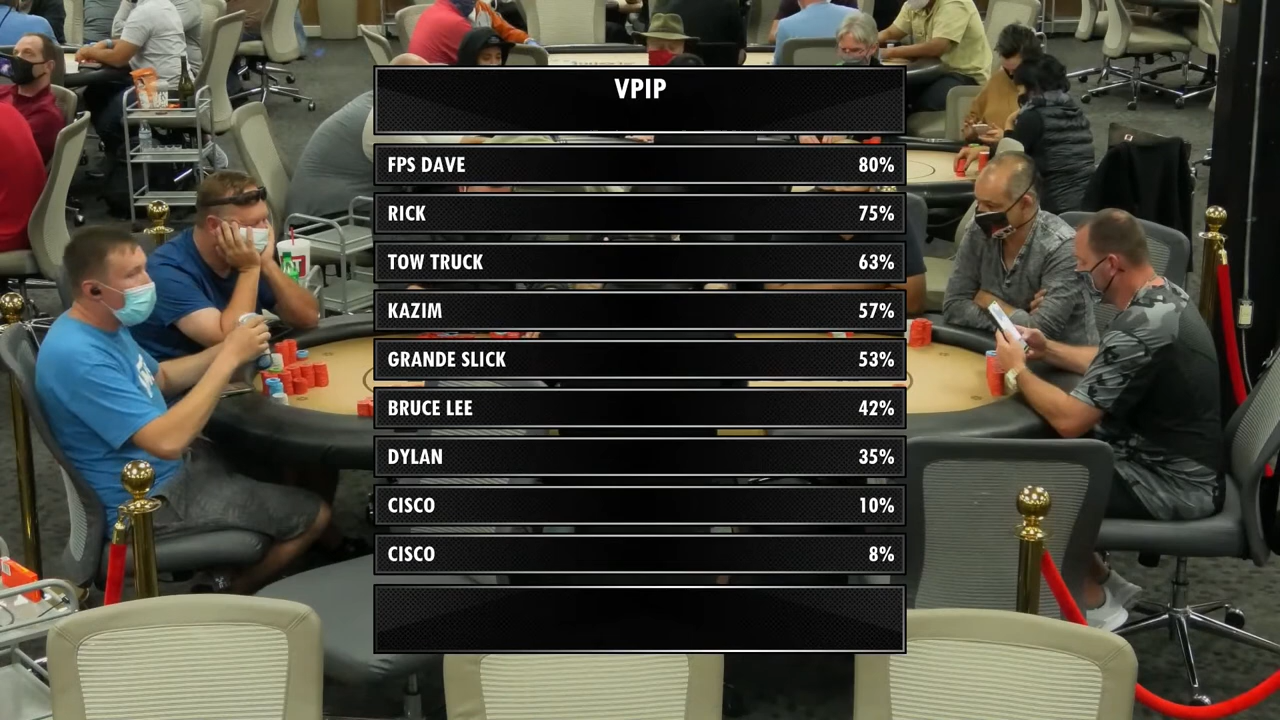 VPIP
FPS DAVE 80%
RICK 75%
TOW TRUCK 63%
KAZIM 57%
GRANDE SLICK 53%
BRUCE LEE 42%
DYLAN 35%
CISCO 10%
CISCO 8%